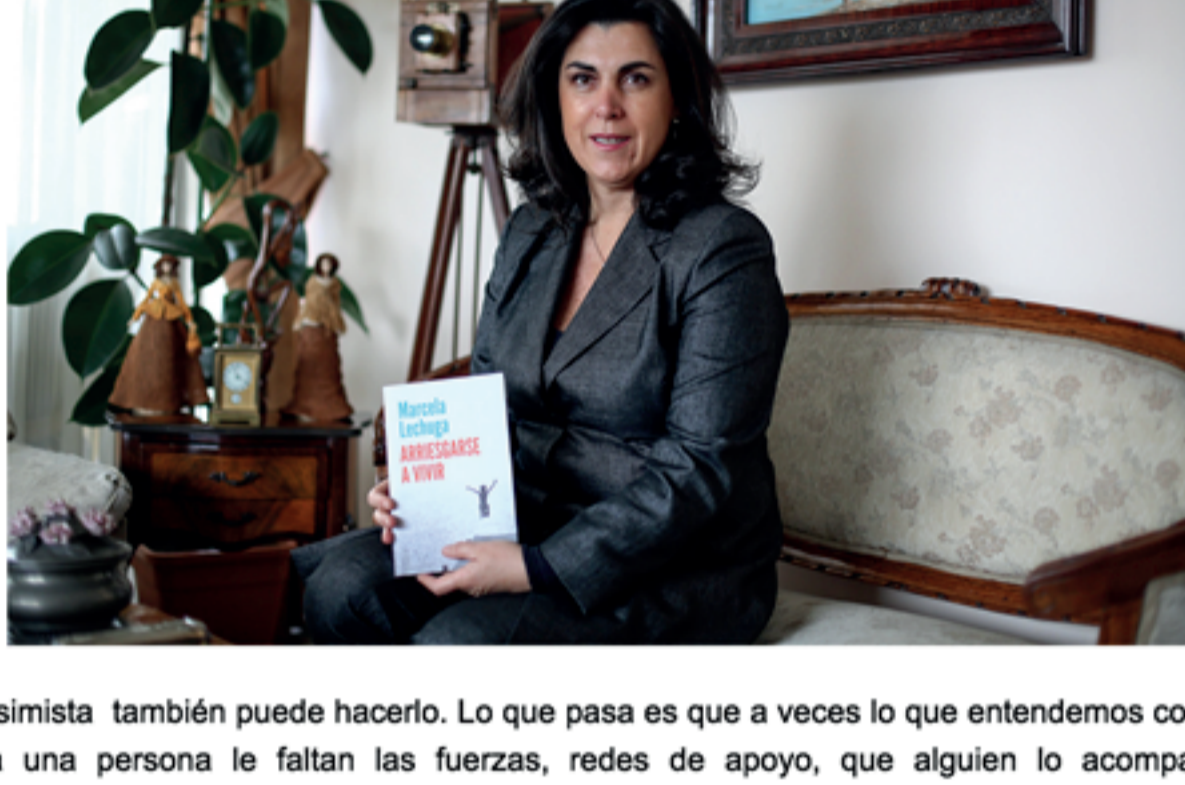 Marcela
Lechuga
ARRIESGARSE
A VIVIR
simista también puede hacerlo. Lo que pasa es que a veces lo que entendemos co
una persona le faltan las fuerzas, redes de apoyo, que alguien lo acompa